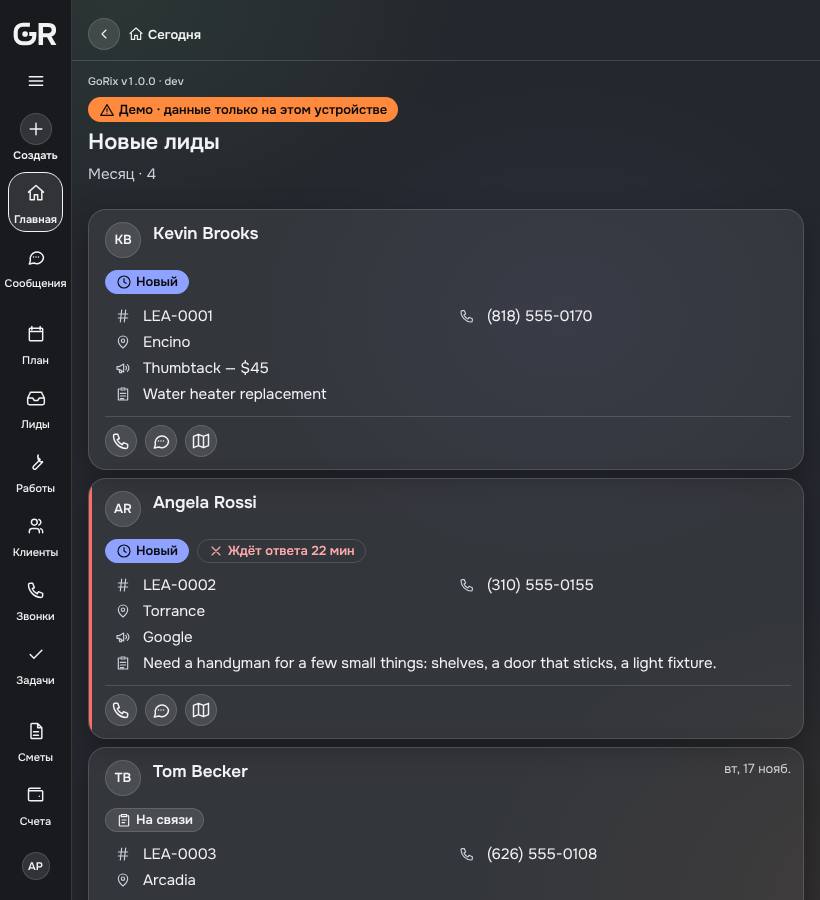 GR
Сегодня
GoRix v1.0.0 · dev
Демо · данные только на этом устройстве
Новые лиды
Месяц · 4
Создать
Главная
Сообщения
План
Лиды
Работы
Клиенты
Звонки
Задачи
Сметы
Счета
AP
KB
Kevin Brooks
Новый
LEA-0001
(818) 555-0170
Encino
Thumbtack — $45
Water heater replacement
AR
Angela Rossi
Новый
Ждёт ответа 22 мин
LEA-0002
(310) 555-0155
Torrance
Google
Need a handyman for a few small things: shelves, a door that sticks, a light fixture.
TB
Tom Becker
вт, 17 нояб.
На связи
LEA-0003
(626) 555-0108
Arcadia